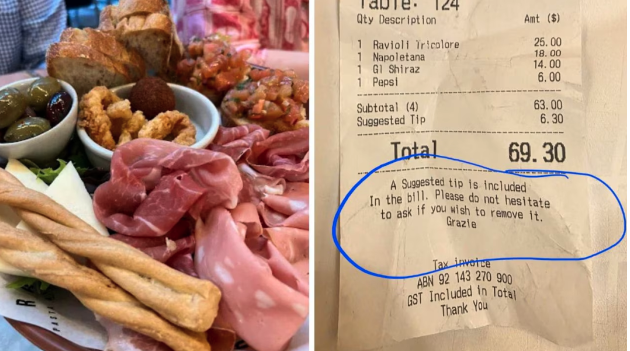 Table: 124
Qty Description Amt ($)
1 Ravioli Tricolore 25.00
1 Napoletana 18.00
1 Gl Shiraz 14.00
1 Pepsi 6.00
Subtotal (4) 63.00
Suggested Tip 6.30
Total 69.30
A Suggested tip is included
In the bill. Please do not hesitate
to ask if you wish to remove it.
Grazie
Tax invoice
ABN 92 143 270 900
GST Included in Total
Thank You